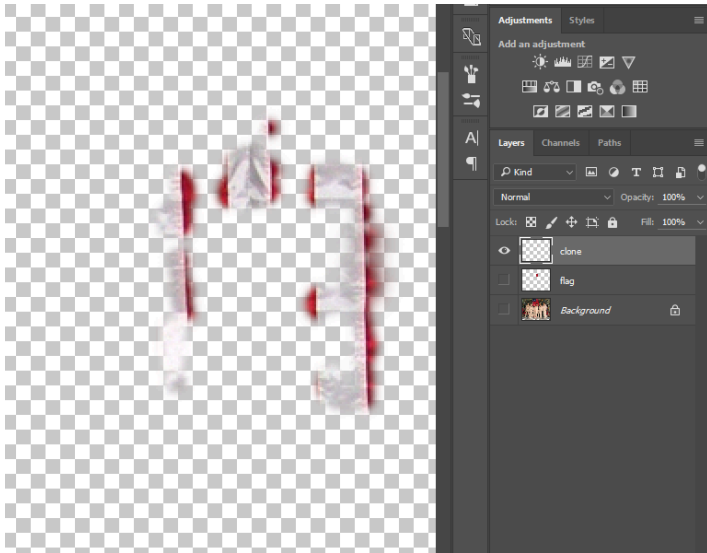 Adjustments Styles
Add an adjustment
A
Layers Channels Paths
Kind T
Normal Opacity: 100%
Lock: Fill: 100%
clone
flag
Background